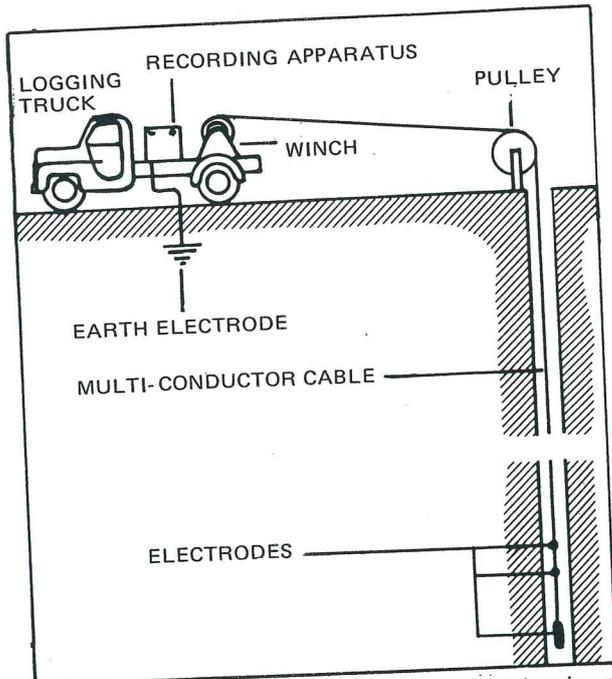 RECORDING APPARATUS
LOGGING
TRUCK
PULLEY
WINCH
EARTH ELECTRODE
MULTI-CONDUCTOR CABLE
ELECTRODES